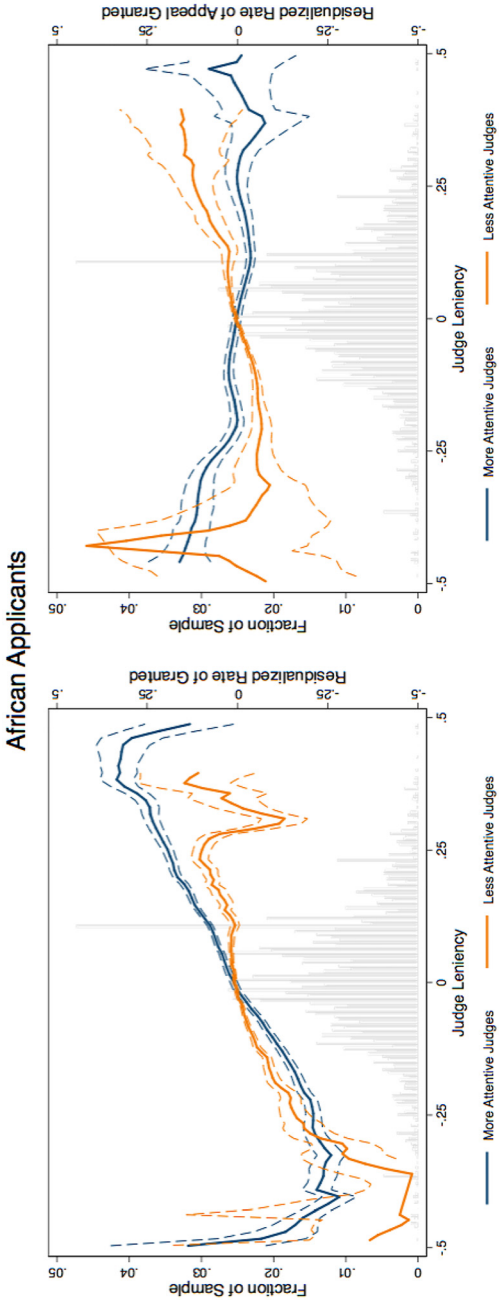 African Applicants
Fraction of Sample
0 .01 .02 .03 .04 .05
Residualized Rate of Granted
-.5 -.25 0 .25 .5
-.5 -.25 0 .25 .5
Judge Leniency
More Attentive Judges Less Attentive Judges
Fraction of Sample
0 .01 .02 .03 .04 .05
Residualized Rate of Appeal Granted
-.5 -.25 0 .25 .5
-.5 -.25 0 .25 .5
Judge Leniency
More Attentive Judges Less Attentive Judges